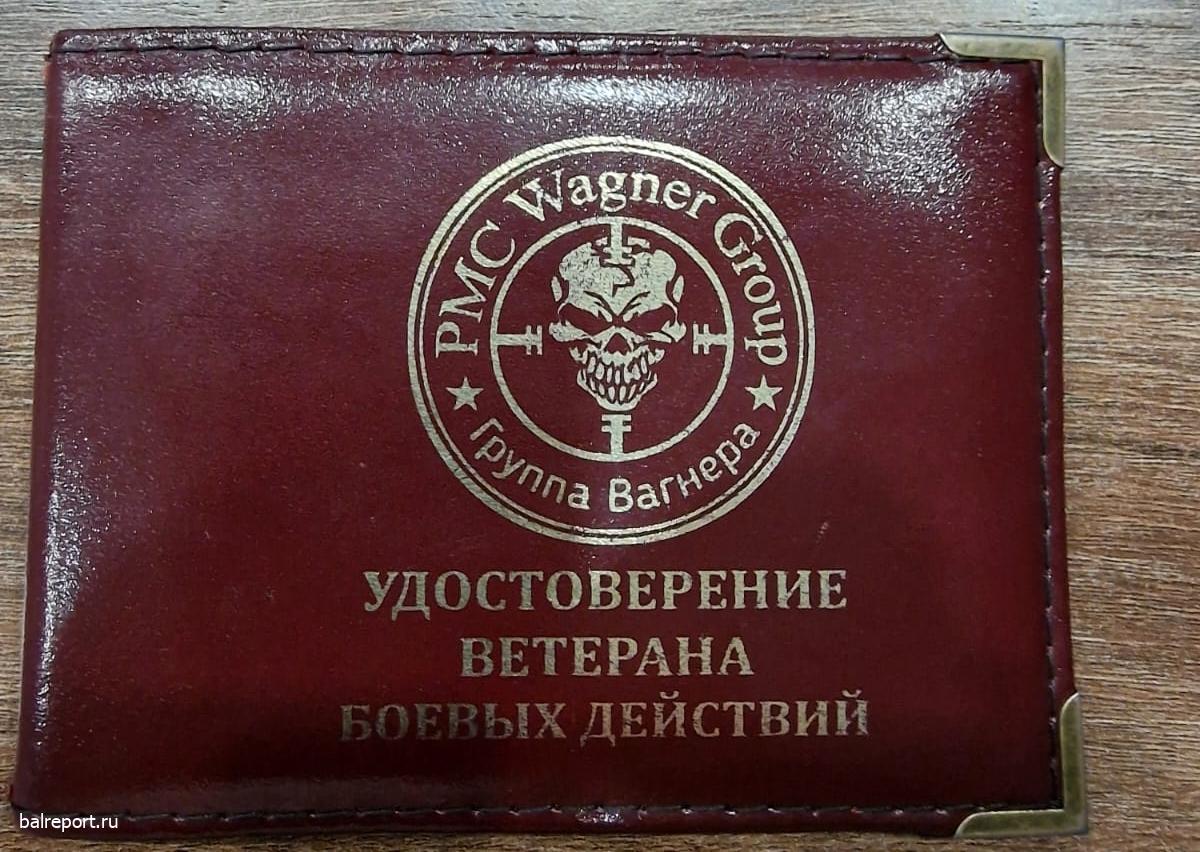 PMC Wagner Group
Группа Вагнера
УДОСТОВЕРЕНИЕ
ВЕТЕРАНА
БОЕВЫХ ДЕЙСТВИЙ
balreport.ru